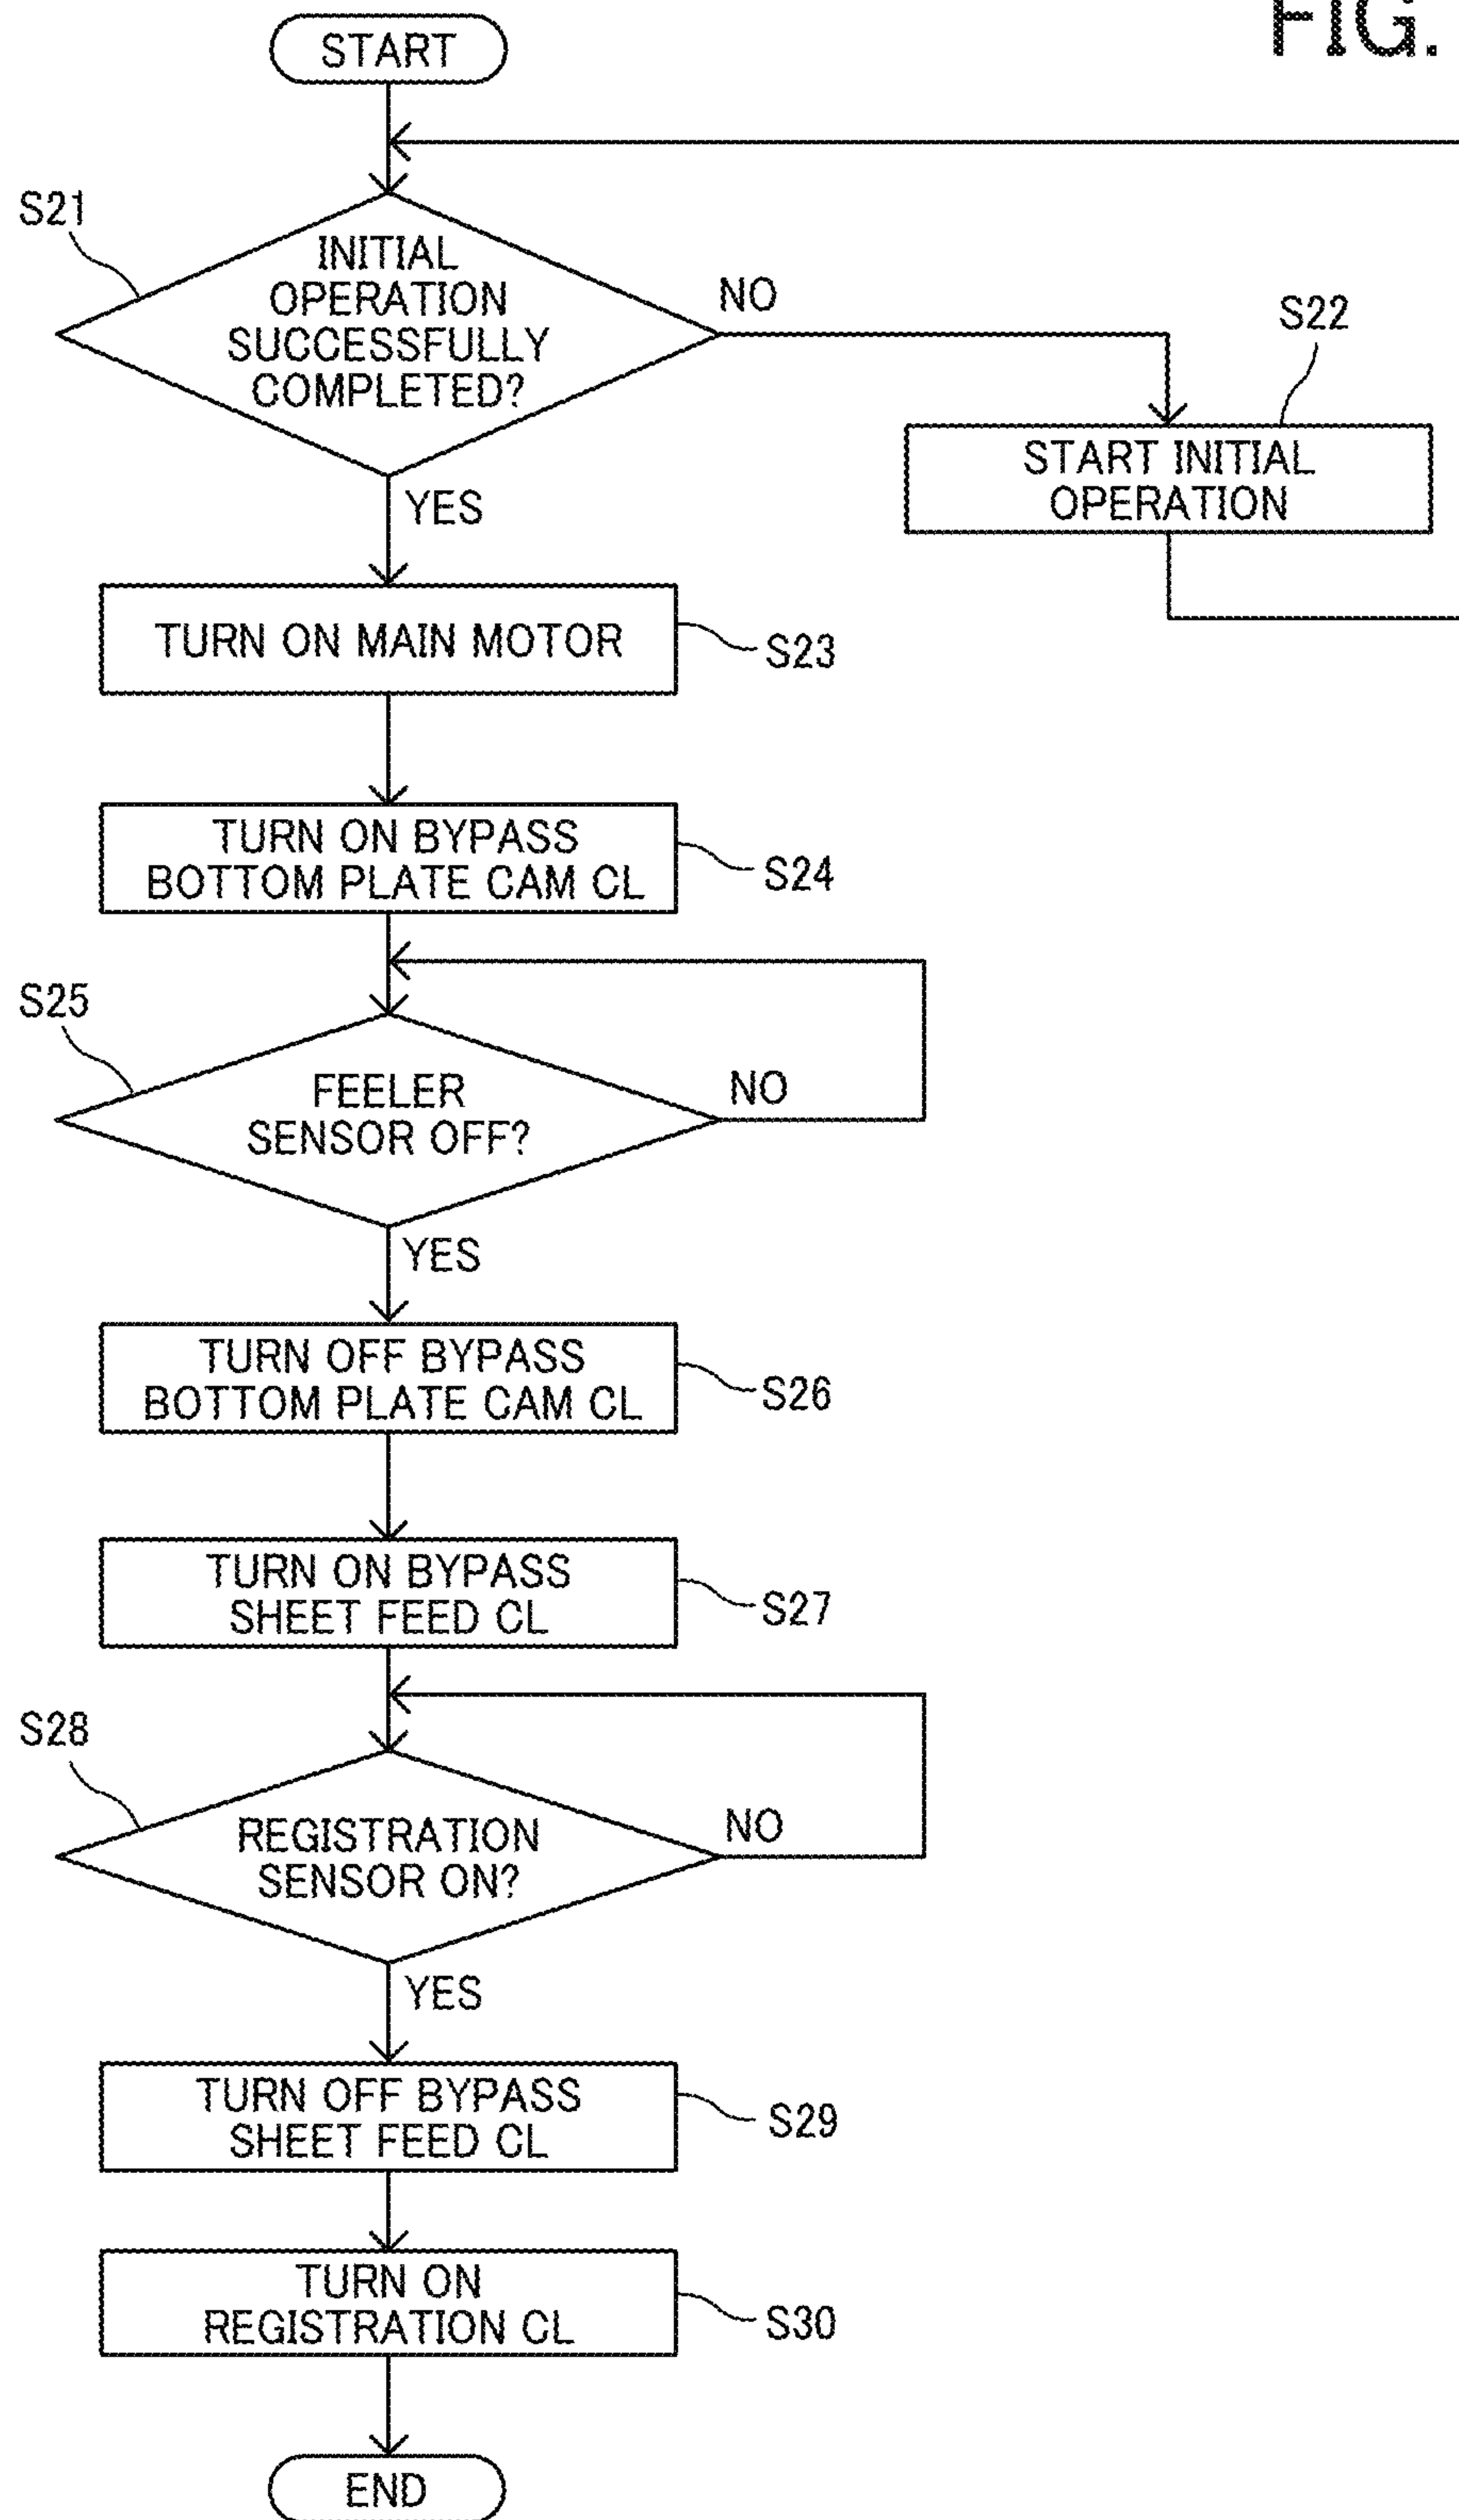 FIG.
START
S21
INITIAL
OPERATION
SUCCESSFULLY
COMPLETED?
NO
S22
START INITIAL
OPERATION
YES
TURN ON MAIN MOTOR
S23
TURN ON BYPASS
BOTTOM PLATE CAM CL
S24
S25
FEELER
SENSOR OFF?
NO
YES
TURN OFF BYPASS
BOTTOM PLATE CAM CL
S26
TURN ON BYPASS
SHEET FEED CL
S27
S28
REGISTRATION
SENSOR ON?
NO
YES
TURN OFF BYPASS
SHEET FEED CL
S29
TURN ON
REGISTRATION CL
S30
END